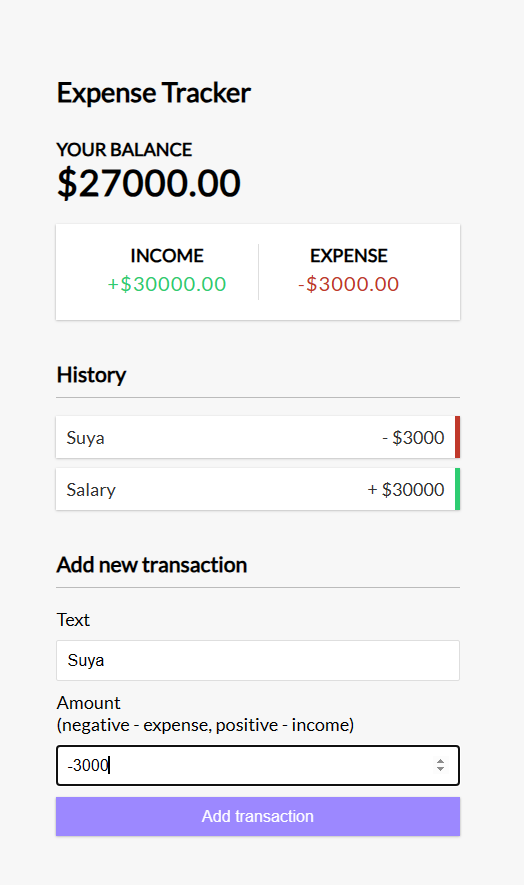 Expense Tracker
YOUR BALANCE
$27000.00
INCOME EXPENSE
+$30000.00 -$3000.00
History
Suya - $3000
Salary + $30000
Add new transaction
Text
Suya
Amount
(negative - expense, positive - income)
-3000
Add transaction